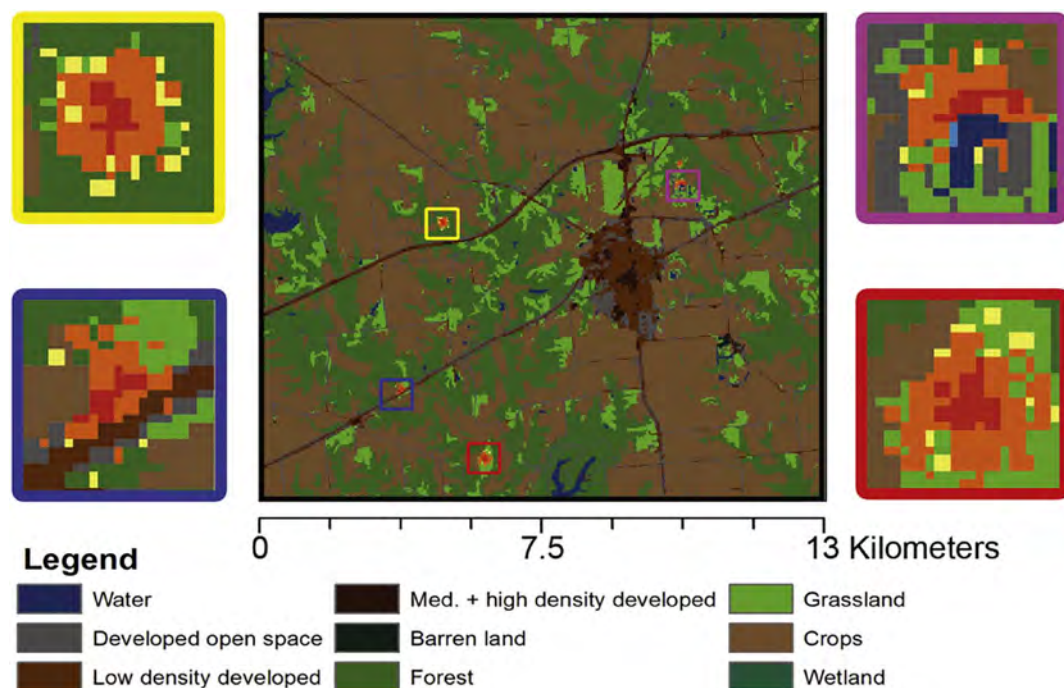 0 7.5 13 Kilometers
Legend
Water Med. + high density developed Grassland
Developed open space Barren land Crops
Low density developed Forest Wetland